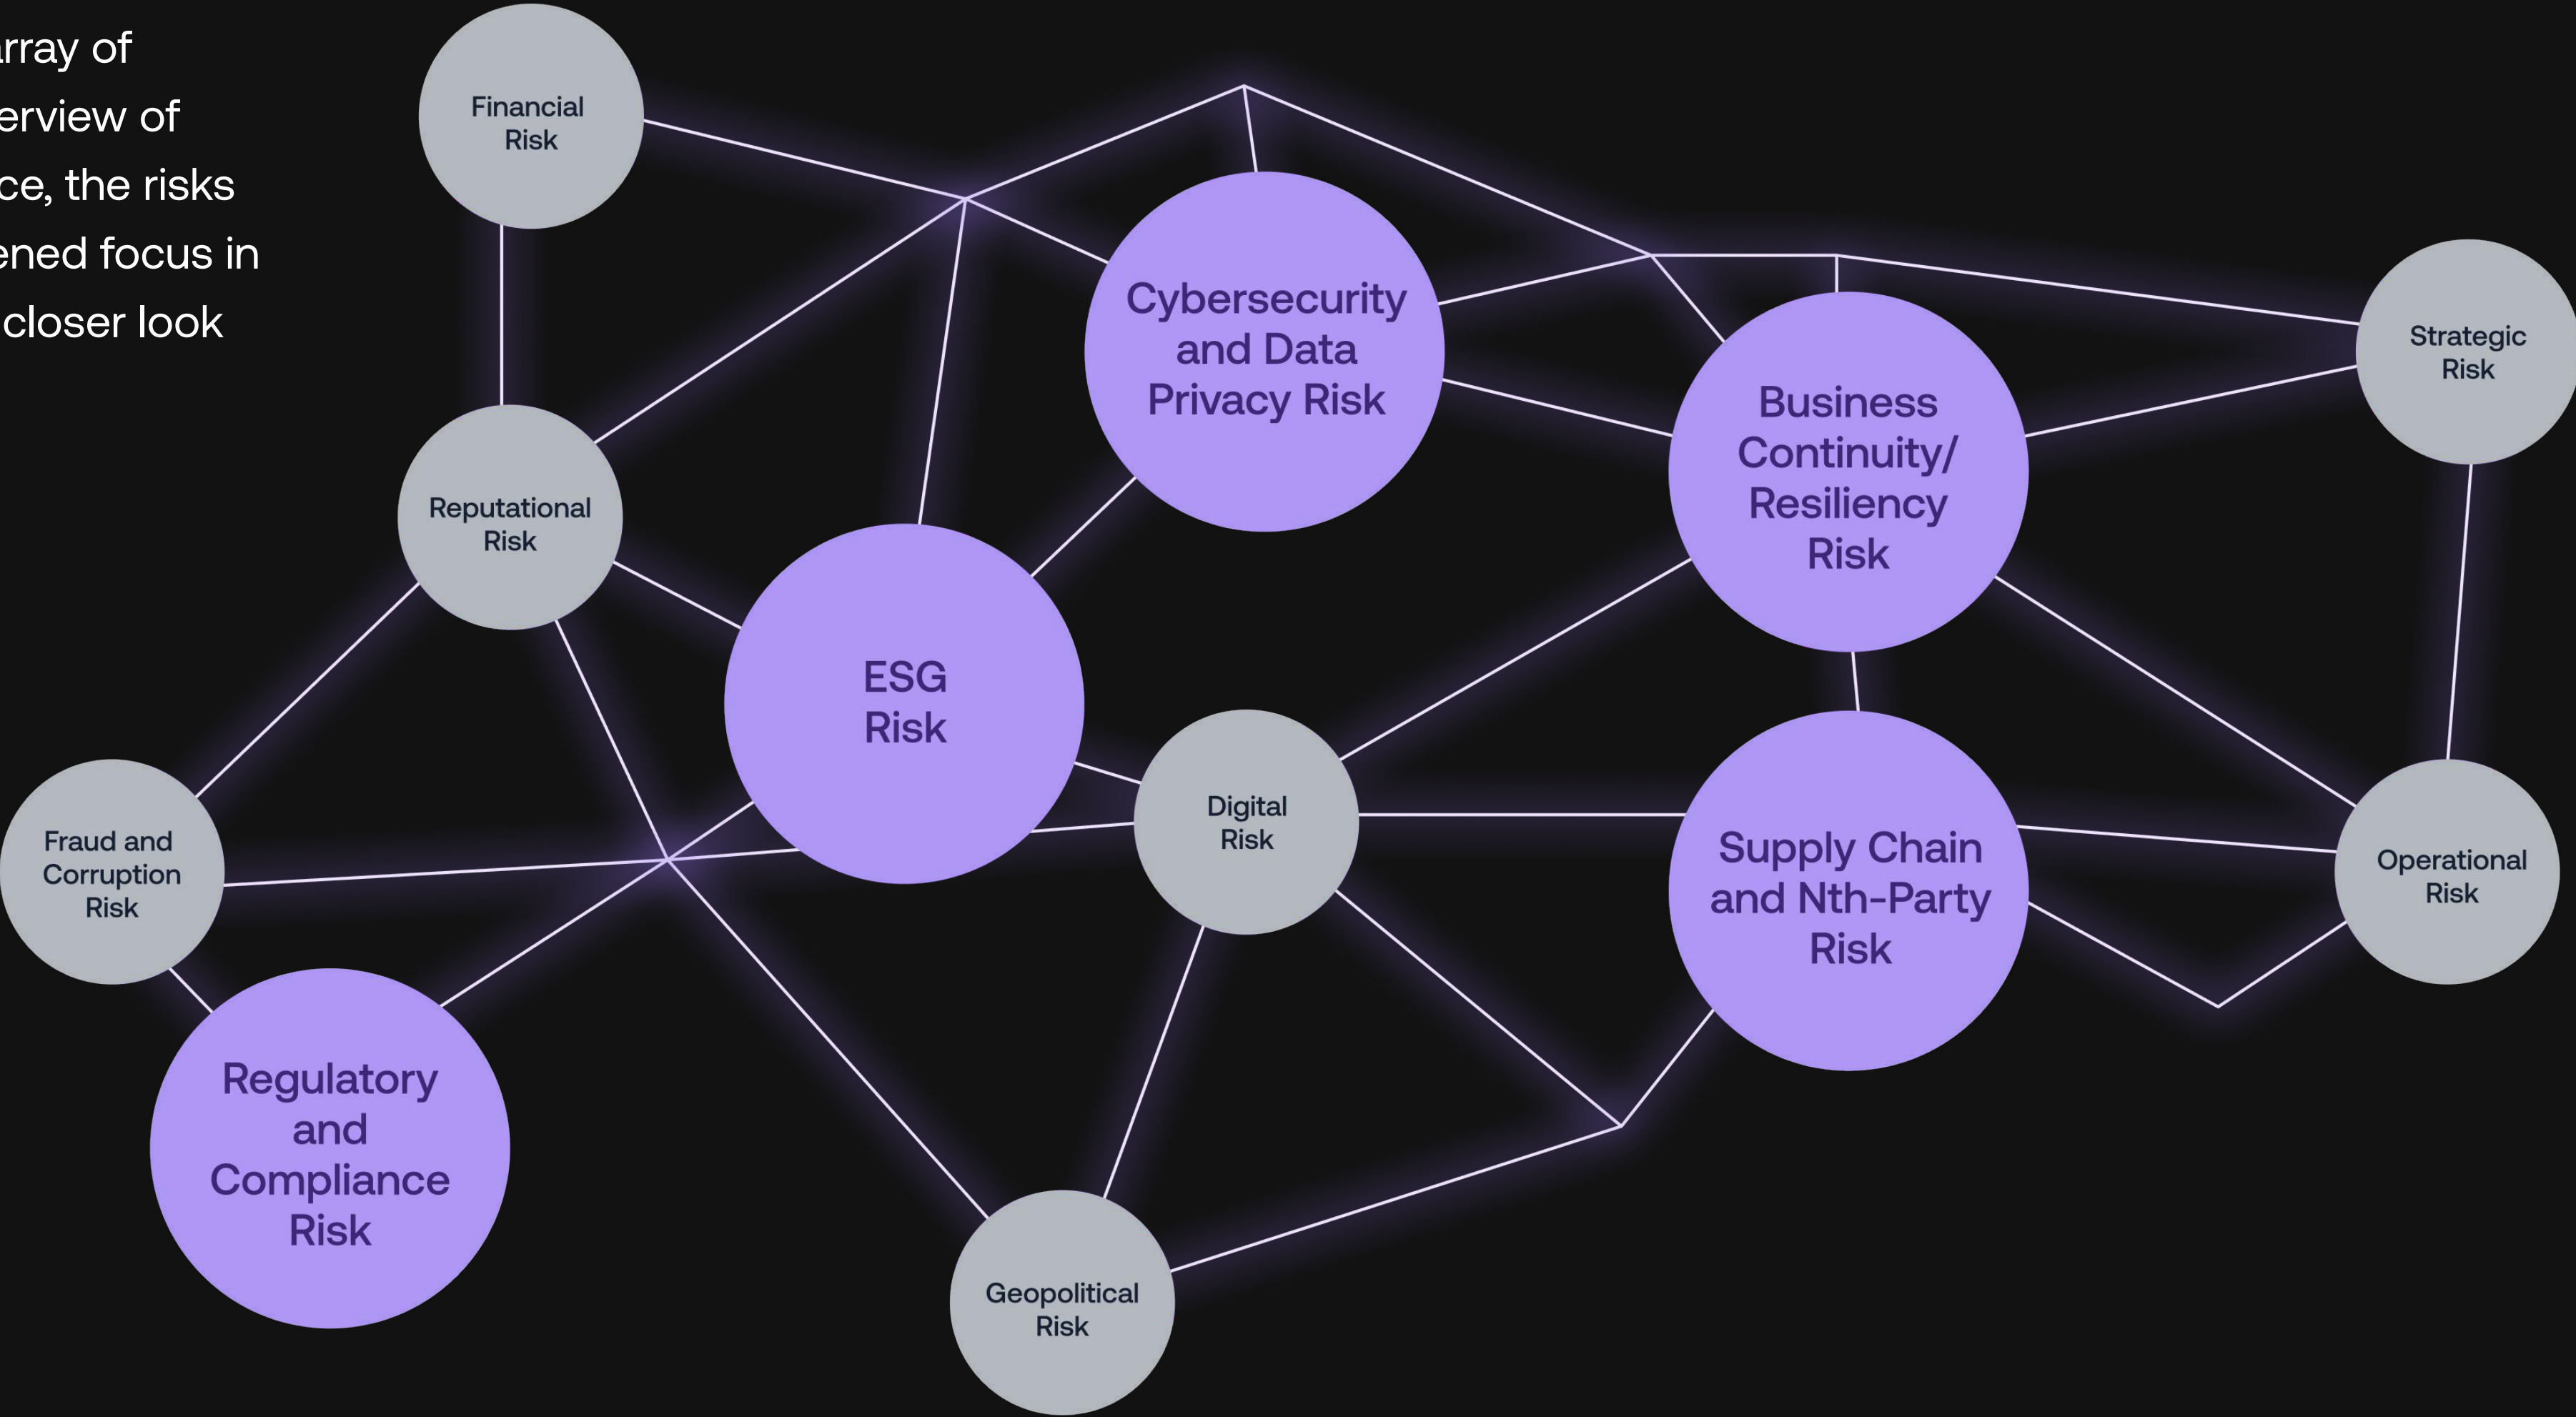 array of
overview of
ce, the risks
ened focus in
closer look
Financial
Risk
Cybersecurity
and Data
Privacy Risk
Strategic
Risk
Business
Continuity/
Resiliency
Risk
Reputational
Risk
ESG
Risk
Digital
Risk
Fraud and
Corruption
Risk
Supply Chain
and Nth-Party
Risk
Operational
Risk
Regulatory
and
Compliance
Risk
Geopolitical
Risk